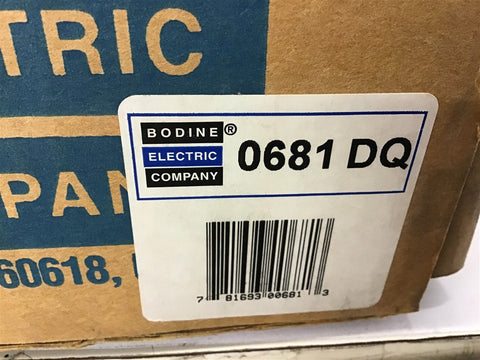 TRIC
PAN
60618,
BODINE®
ELECTRIC
COMPANY
0681 DQ
7 81693 00681 3